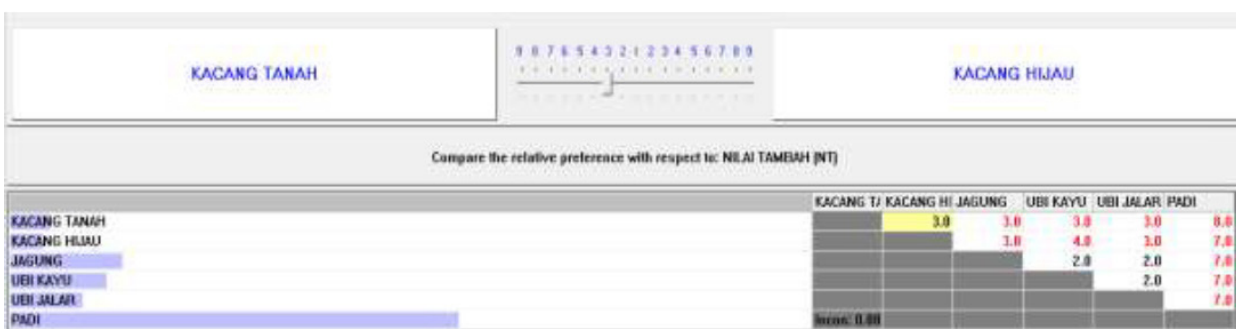 KACANG TANAH
9 8 7 6 5 4 3 2 1 2 3 4 5 6 7 8 9
KACANG HIJAU
Compare the relative preference with respect to: NILAI TAMBAH (NT)
KACANG T/ KACANG HI JAGUNG UBI KAYU UBI JALAR PADI
KACANG TANAH 3.0 3.0 3.0 3.0 8.0
KACANG HIJAU 3.0 4.0 3.0 7.0
JAGUNG 2.0 2.0 7.0
UBI KAYU 2.0 7.0
UBI JALAR 7.0
PADI Incon: 0.08